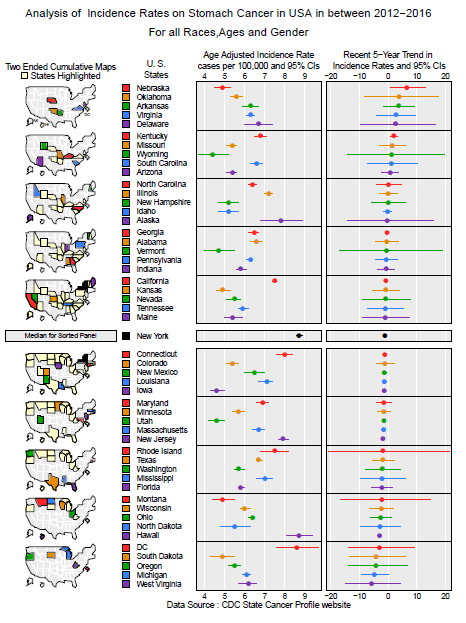 Analysis of Incidence Rates on Stomach Cancer in USA in between 2012−2016
For all Races,Ages and Gender
Two Ended Cumulative Maps
States Highlighted
U. S.
States
Age Adjusted Incidence Rate
cases per 100,000 and 95% CIs
Recent 5−Year Trend in
Incidence Rates and 95% CIs
4 5 6 7 8 9
-20 -10 0 10 20
Nebraska
Oklahoma
Arkansas
Virginia
Delaware
Kentucky
Missouri
Wyoming
South Carolina
Arizona
North Carolina
Illinois
New Hampshire
Idaho
Alaska
Georgia
Alabama
Vermont
Pennsylvania
Indiana
California
Kansas
Nevada
Tennessee
Maine
Median for Sorted Panel
New York
Connecticut
Colorado
New Mexico
Louisiana
Iowa
Maryland
Minnesota
Utah
Massachusetts
New Jersey
Rhode Island
Texas
Washington
Mississippi
Florida
Montana
Wisconsin
Ohio
North Dakota
Hawaii
DC
South Dakota
Oregon
Michigan
West Virginia
4 5 6 7 8 9
-20 -10 0 10 20
Data Source : CDC State Cancer Profile website